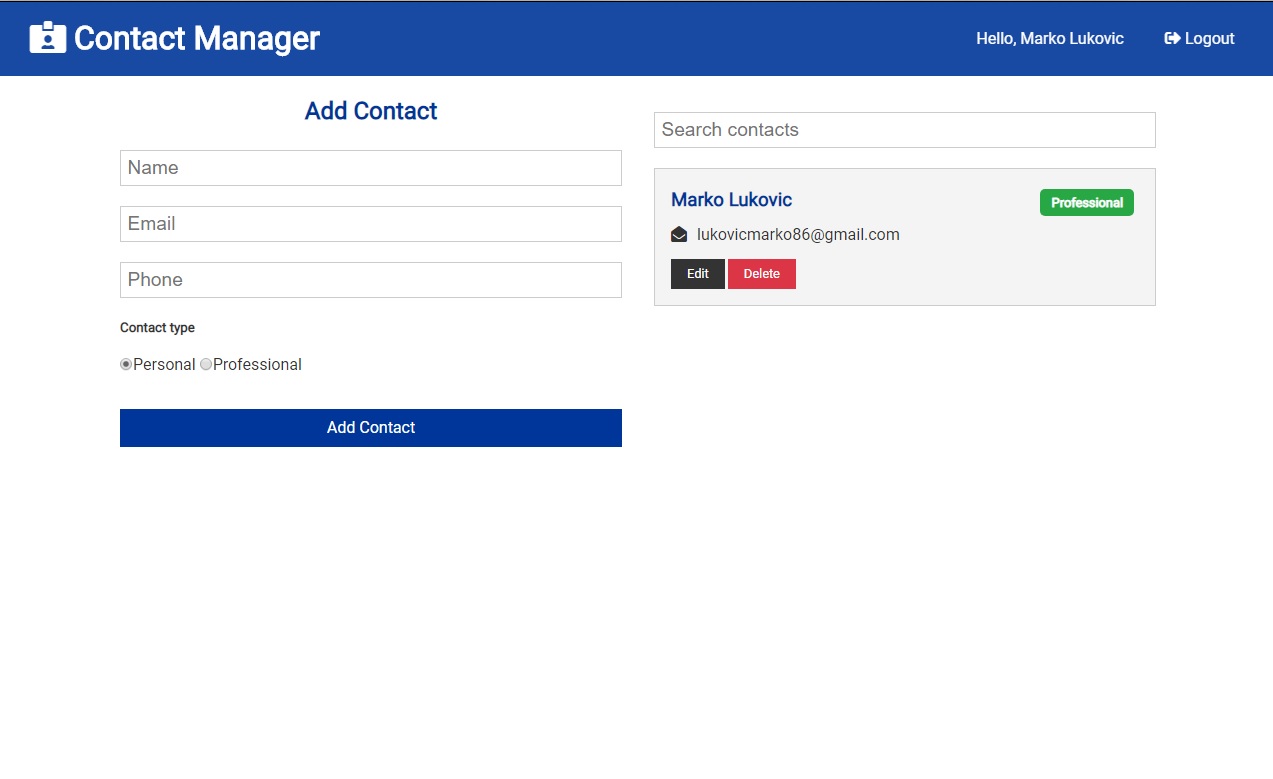 Contact Manager
Hello, Marko Lukovic
Logout
Add Contact
Name
Email
Phone
Contact type
Personal Professional
Add Contact
Search contacts
Marko Lukovic
Professional
lukovicmarko86@gmail.com
Edit Delete